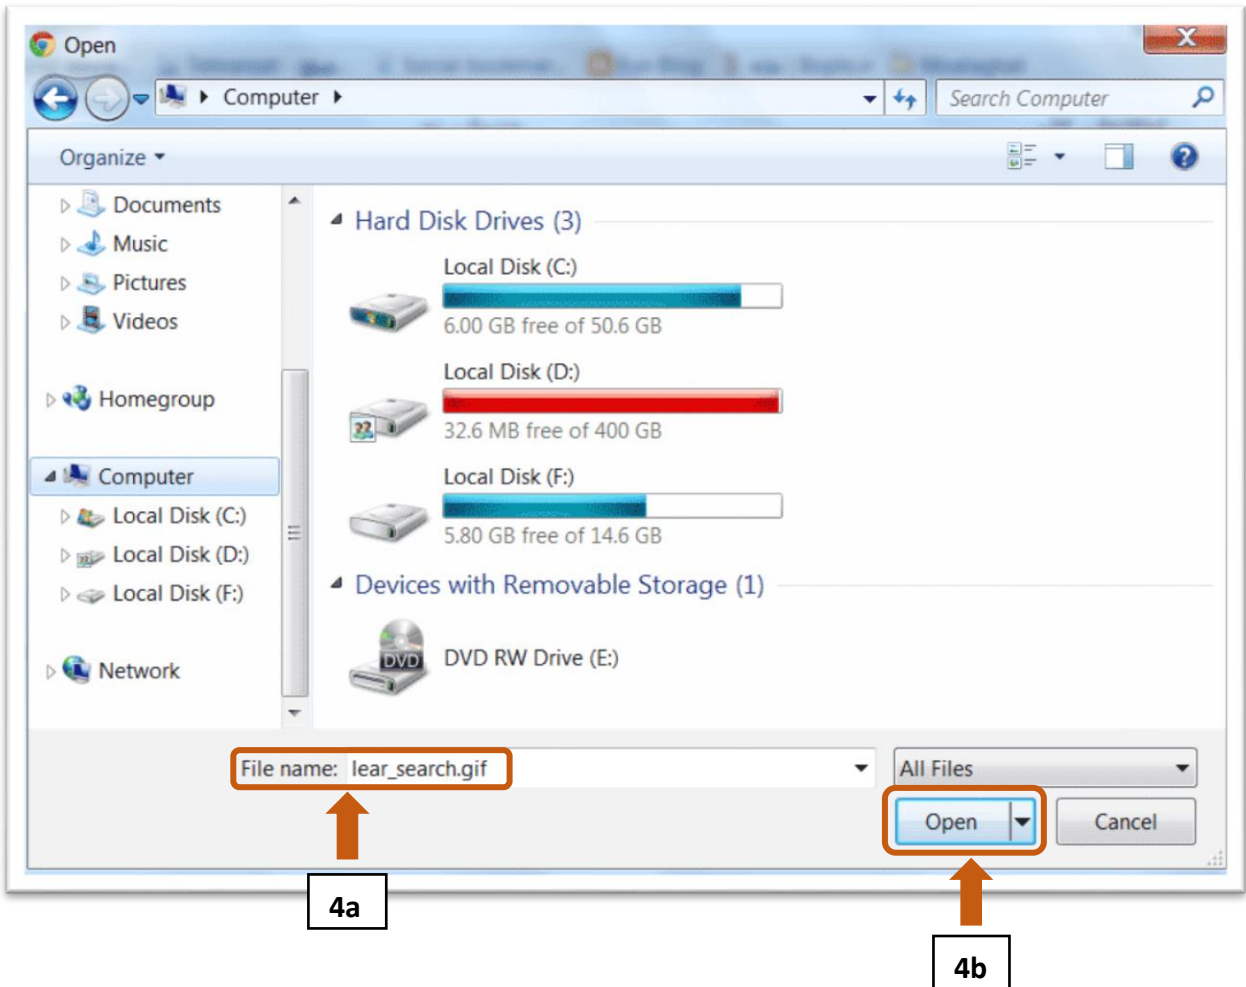 Open
X
Computer
Search Computer
Organize
Documents
Music
Pictures
Videos
Homegroup
Computer
Local Disk (C:)
Local Disk (D:)
Local Disk (F:)
Network
Hard Disk Drives (3)
Local Disk (C:)
6.00 GB free of 50.6 GB
Local Disk (D:)
32.6 MB free of 400 GB
Local Disk (F:)
5.80 GB free of 14.6 GB
Devices with Removable Storage (1)
DVD
DVD RW Drive (E:)
File name: lear_search.gif
All Files
Open
Cancel
4a
4b